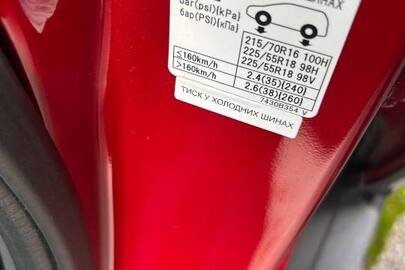 bar(psi)[kPa]
бар(PSI)[кПа]
215/70R16 100H
225/55R18 98H
225/55R18 98V
≤160km/h 2.4(35)[240]
>160km/h 2.6(38)[260]
7430B354 V
ТИСК У ХОЛОДНИХ ШИНАХ